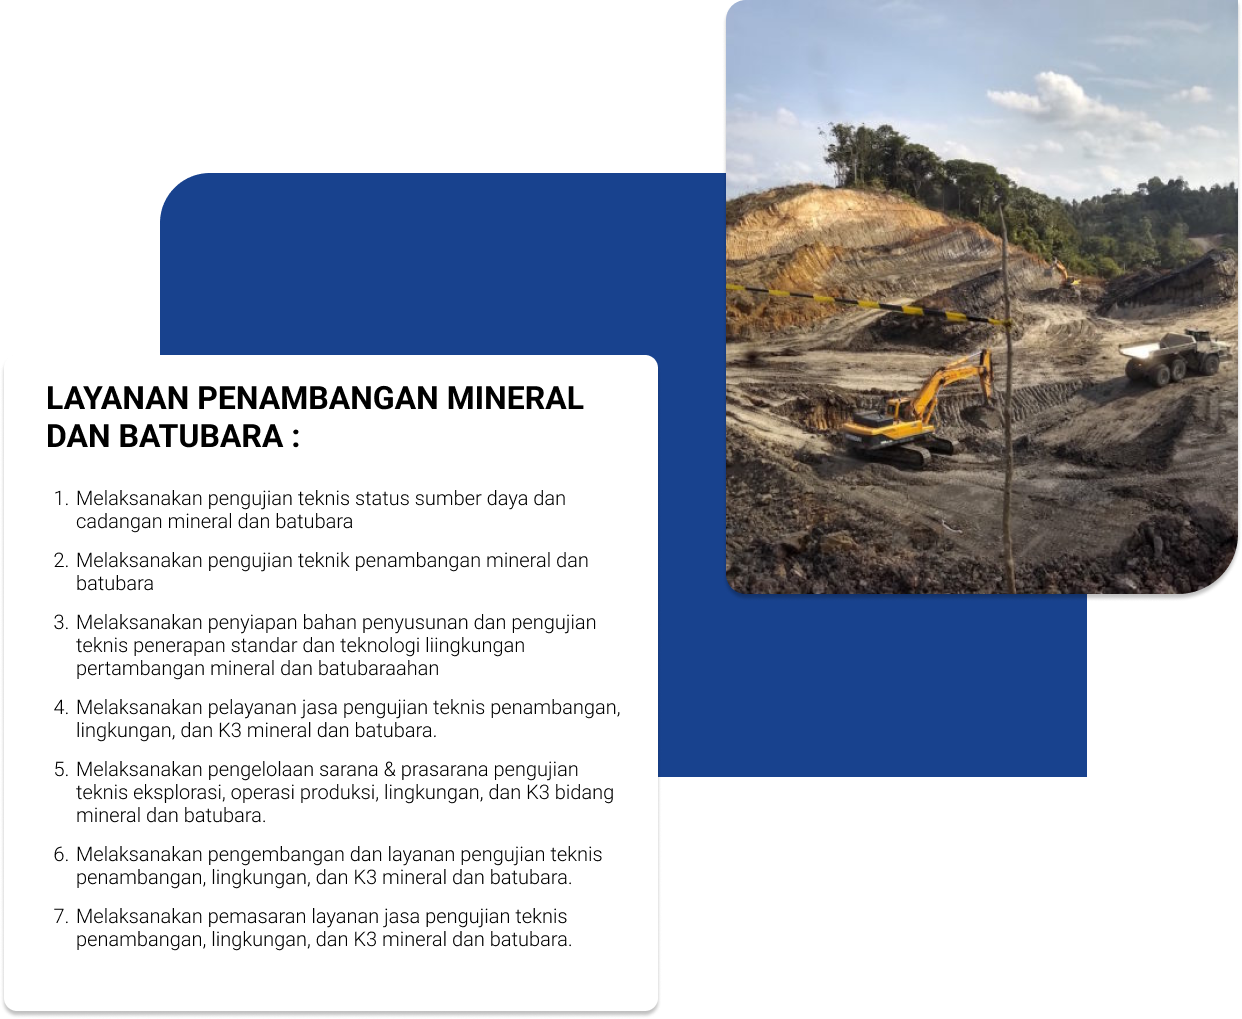 LAYANAN PENAMBANGAN MINERAL
DAN BATUBARA :
1. Melaksanakan pengujian teknis status sumber daya dan
cadangan mineral dan batubara
2. Melaksanakan pengujian teknik penambangan mineral dan
batubara
3. Melaksanakan penyiapan bahan penyusunan dan pengujian
teknis penerapan standar dan teknologi liingkungan
pertambangan mineral dan batubaraahan
4. Melaksanakan pelayanan jasa pengujian teknis penambangan,
lingkungan, dan K3 mineral dan batubara.
5. Melaksanakan pengelolaan sarana & prasarana pengujian
teknis eksplorasi, operasi produksi, lingkungan, dan K3 bidang
mineral dan batubara.
6. Melaksanakan pengembangan dan layanan pengujian teknis
penambangan, lingkungan, dan K3 mineral dan batubara.
7. Melaksanakan pemasaran layanan jasa pengujian teknis
penambangan, lingkungan, dan K3 mineral dan batubara.